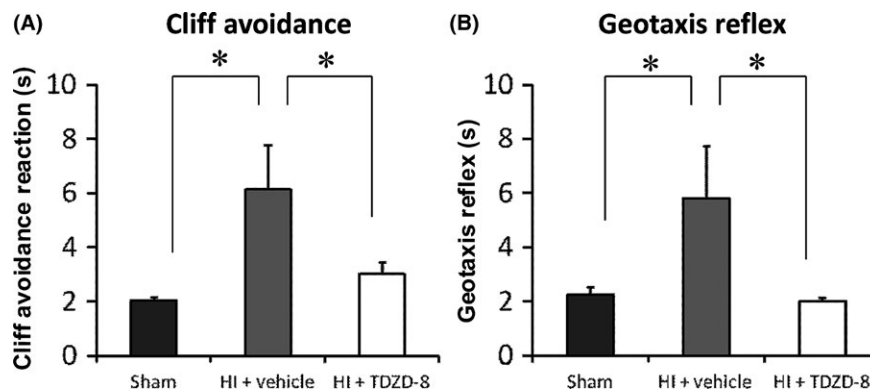 (A) Cliff avoidance
Cliff avoidance reaction (s)
10
8
6
4
2
0
* *
Sham HI + vehicle HI + TDZD-8
(B) Geotaxis reflex
Geotaxis reflex (s)
10
8
6
4
2
0
* *
Sham HI + vehicle HI + TDZD-8